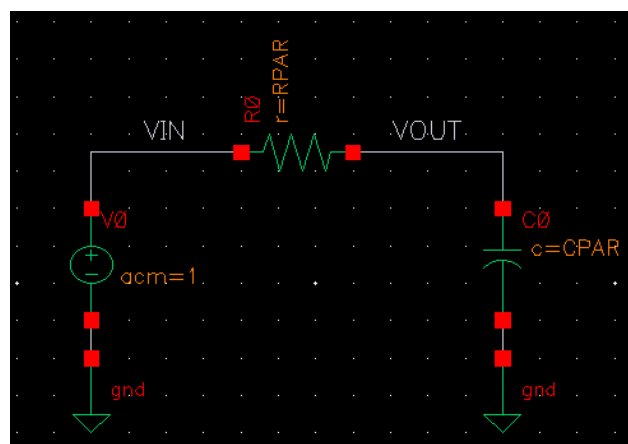 R0
r=RPAR
VIN
VOUT
V0
acm=1
C0
c=CPAR
gnd
gnd